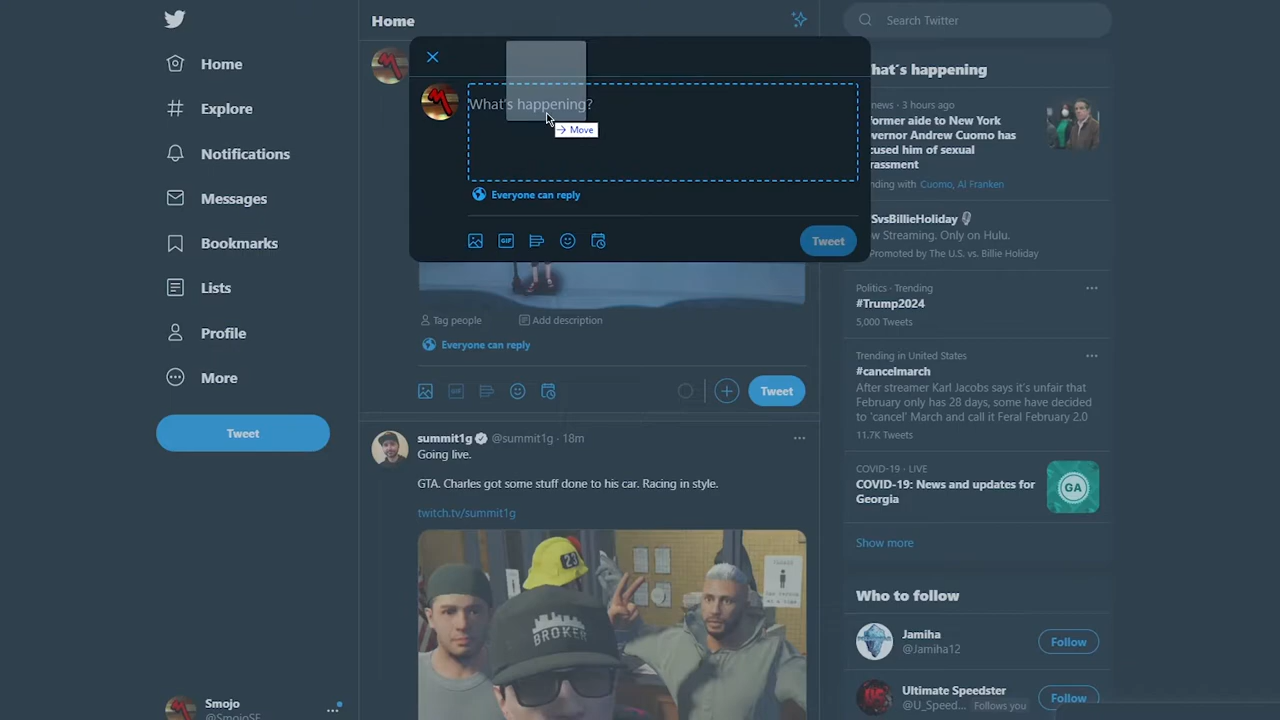 Home
Explore
Notifications
Messages
Bookmarks
Lists
Profile
More
Tweet
Smojo
@SmojoSF
Home
What's happening?
Move
Everyone can reply
GIF
Tweet
Tag people
Add description
Everyone can reply
GIF
Tweet
summit1g @summit1g · 18m
Going live.
GTA. Charles got some stuff done to his car. Racing in style.
twitch.tv/summit1g
23
BROKER
Search Twitter
hat's happening
news · 3 hours ago
ormer aide to New York
vernor Andrew Cuomo has
cused him of sexual
rassment
nding with Cuomo, Al Franken
SvsBillieHoliday
w Streaming. Only on Hulu.
Promoted by The U.S. vs. Billie Holiday
Politics · Trending
#Trump2024
5,000 Tweets
Trending in United States
#cancelmarch
After streamer Karl Jacobs says it's unfair that
February only has 28 days, some have decided
to 'cancel' March and call it Feral February 2.0
11.7K Tweets
COVID-19 · LIVE
COVID-19: News and updates for
Georgia
GA
Show more
Who to follow
Jamiha
@Jamiha12
Follow
Ultimate Speedster
@U_Speed... Follows you
Follow